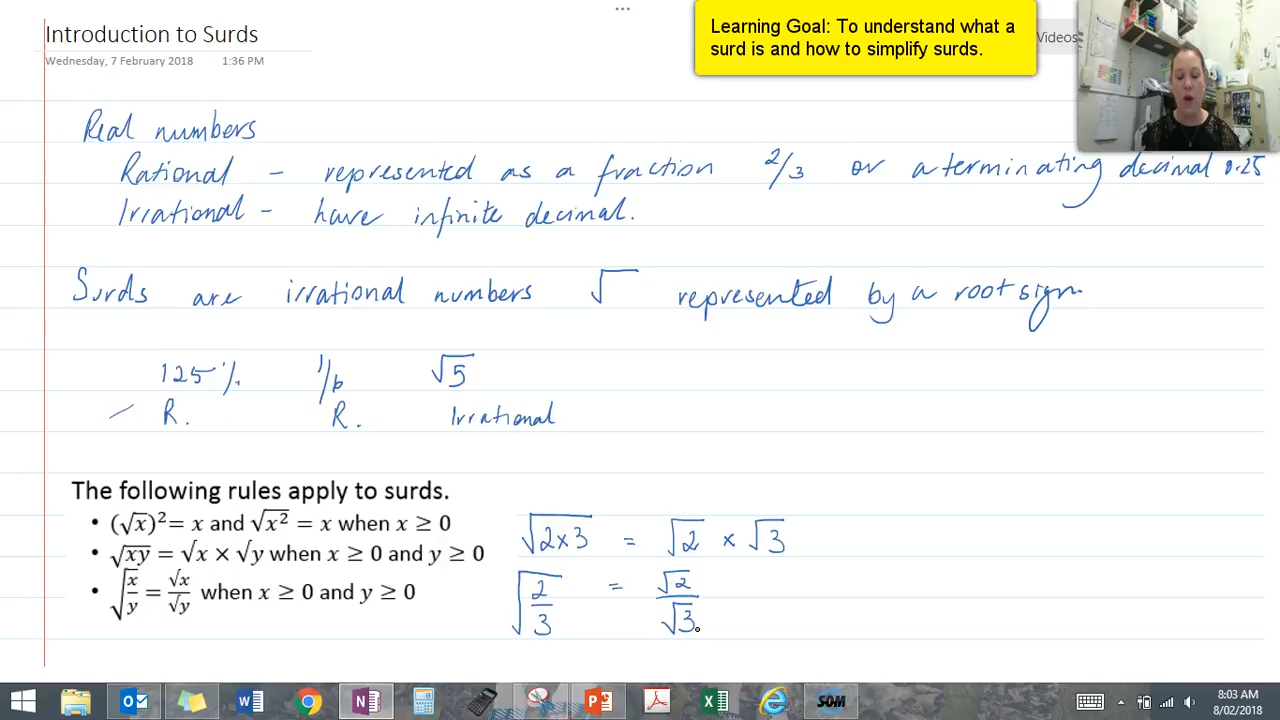 Introduction to Surds
Wednesday, 7 February 2018 1:36 PM
Learning Goal: To understand what a
surd is and how to simplify surds.
Videos
Real numbers
Rational - represented as a fraction 2/3 or a terminating decimal 0.25
Irrational - have infinite decimal.
Surds are irrational numbers √ represented by a root sign
125% 1/6 √5
R. R. Irrational
The following rules apply to surds.
• (√x)²= x and √x² = x when x ≥ 0
• √xy = √x × √y when x ≥ 0 and y ≥ 0
• √(x/y) = √x/√y when x ≥ 0 and y ≥ 0
√2×3 = √2 × √3
√(2/3) = √2/√3
8:03 AM
8/02/2018